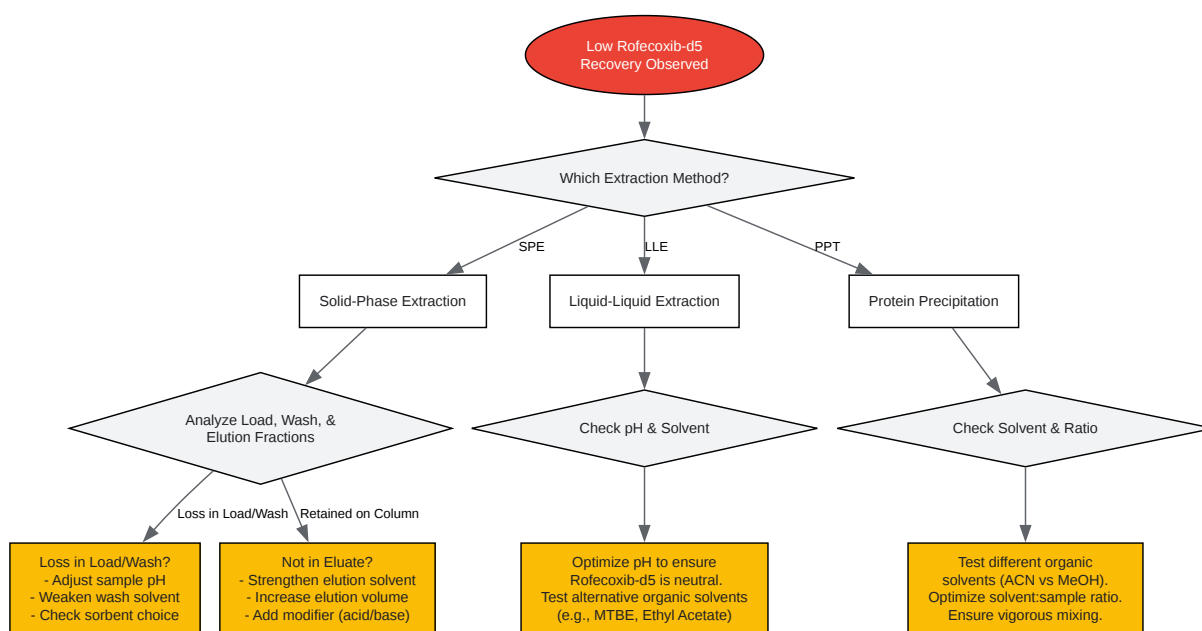 Low Rofecoxib-d5
Recovery Observed
Which Extraction Method?
SPE
LLE
PPT
Solid-Phase Extraction
Liquid-Liquid Extraction
Protein Precipitation
Analyze Load, Wash, &
Elution Fractions
Check pH & Solvent
Check Solvent & Ratio
Loss in Load/Wash
Retained on Column
Loss in Load/Wash?
- Adjust sample pH
- Weaken wash solvent
- Check sorbent choice
Not in Eluate?
- Strengthen elution solvent
- Increase elution volume
- Add modifier (acid/base)
Optimize pH to ensure
Rofecoxib-d5 is neutral.
Test alternative organic solvents
(e.g., MTBE, Ethyl Acetate)
Test different organic
solvents (ACN vs MeOH).
Optimize solvent:sample ratio.
Ensure vigorous mixing.